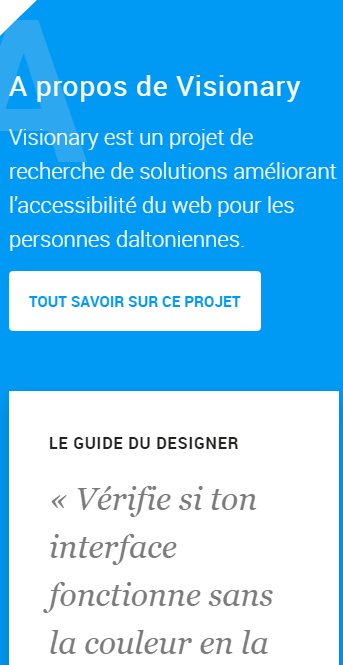 A
A propos de Visionary
Visionary est un projet de
recherche de solutions améliorant
l’accessibilité du web pour les
personnes daltoniennes.
TOUT SAVOIR SUR CE PROJET
LE GUIDE DU DESIGNER
« Vérifie si ton
interface
fonctionne sans
la couleur en la